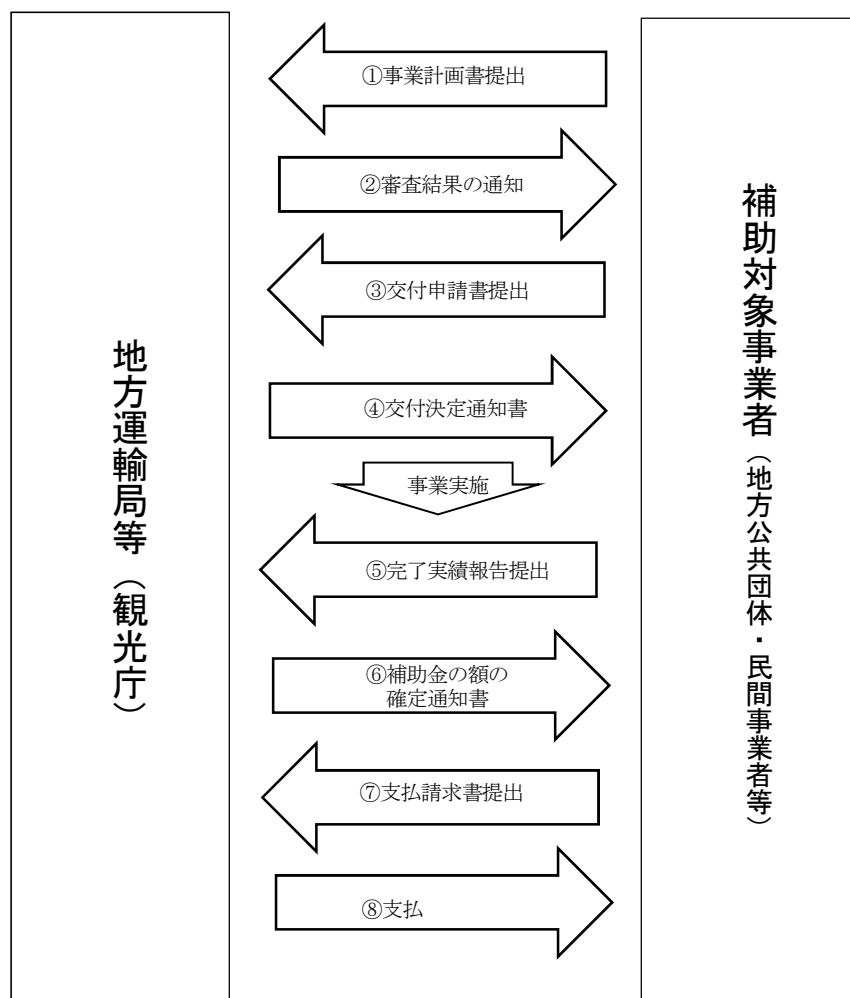 地方運輸局等(観光庁)
①事業計画書提出
②審査結果の通知
③交付申請書提出
④交付決定通知書
事業実施
⑤完了実績報告提出
⑥補助金の額の
確定通知書
⑦支払請求書提出
⑧支払
補助対象事業者(地方公共団体・民間事業者等)